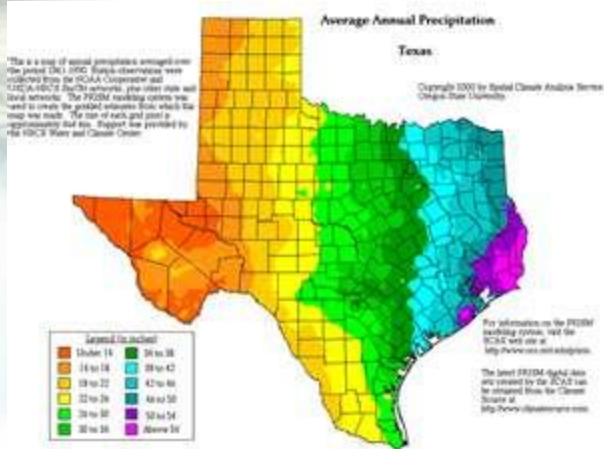 Average Annual Precipitation
Texas
This is a map of annual precipitation averaged over
the period 1961-1990. Station observations were
collected from the NOAA Cooperative and
USDA-NRCS SnoTel networks, plus other state and
local networks. The PRISM modeling system was
used to create the gridded estimates from which this
map was made. The size of each grid pixel is
approximately 4x4 km. Support was provided by
the NRCS Water and Climate Center.
Copyright 2000 by Spatial Climate Analysis Service
Oregon State University
For information on the PRISM
modeling system, visit the
SCAS web site at
The latest PRISM digital data
sets created by the SCAS can
be obtained from the Climate
Source at
http://www.climatesource.com
Legend (in inches)
Under 14
14 to 18
18 to 22
22 to 26
26 to 30
30 to 34
34 to 38
38 to 42
42 to 46
46 to 50
50 to 54
Above 54